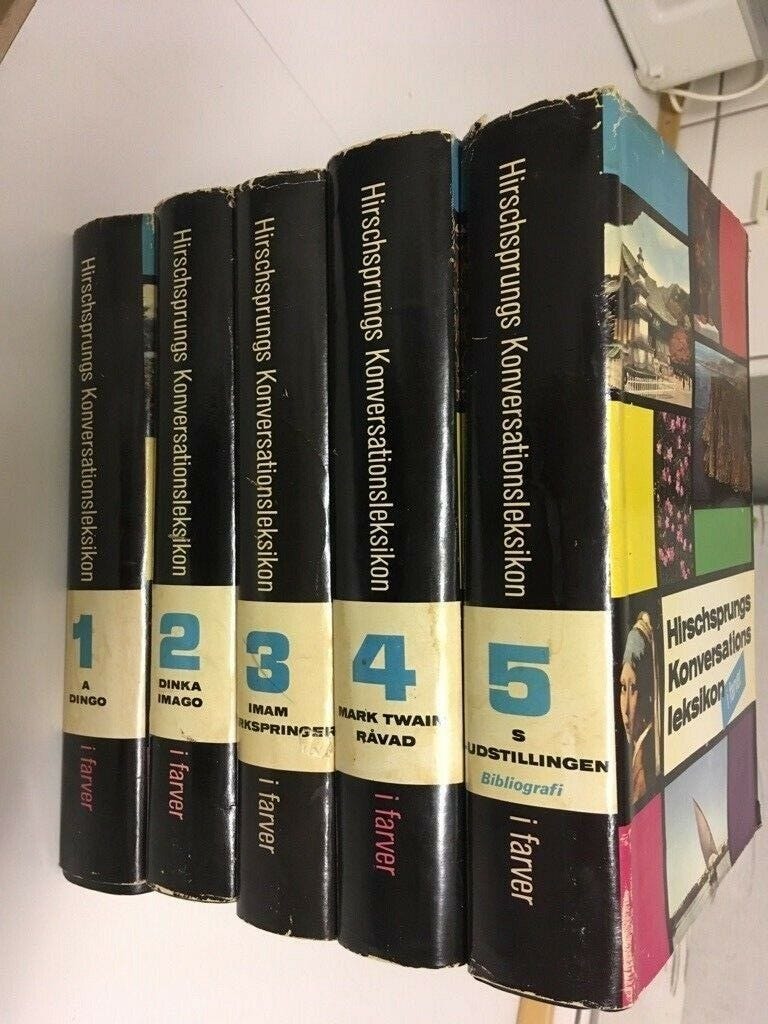 Hirschsprungs Konversationsleksikon
1
A
DINGO
i farver
Hirschsprungs Konversationsleksikon
2
DINKA
IMAGO
i farver
Hirschsprungs Konversationsleksikon
3
IMAM
RKSPRINGER
i farver
Hirschsprungs Konversationsleksikon
4
MARK TWAIN
RÅVAD
i farver
Hirschsprungs Konversationsleksikon
5
S
-UDSTILLINGEN
Bibliografi
i farver
Hirschsprungs
Konversations
leksikon